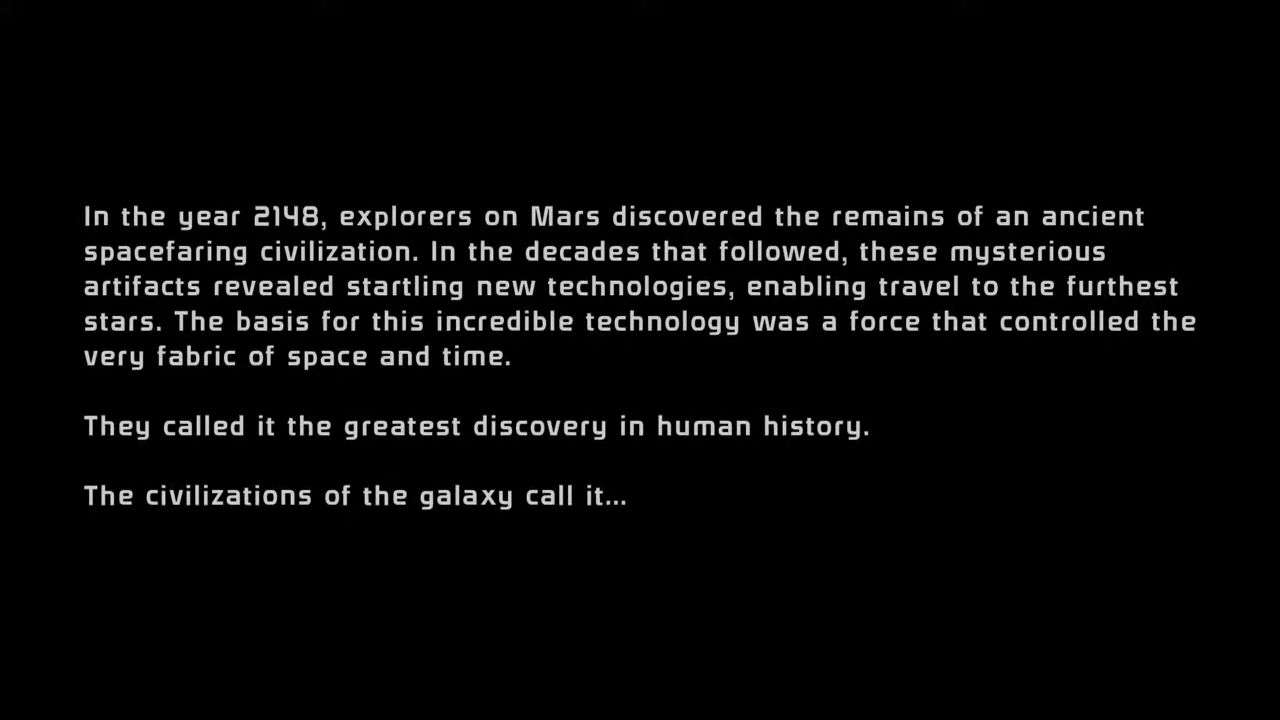 In the year 2148, explorers on Mars discovered the remains of an ancient
spacefaring civilization. In the decades that followed, these mysterious
artifacts revealed startling new technologies, enabling travel to the furthest
stars. The basis for this incredible technology was a force that controlled the
very fabric of space and time.
They called it the greatest discovery in human history.
The civilizations of the galaxy call it...